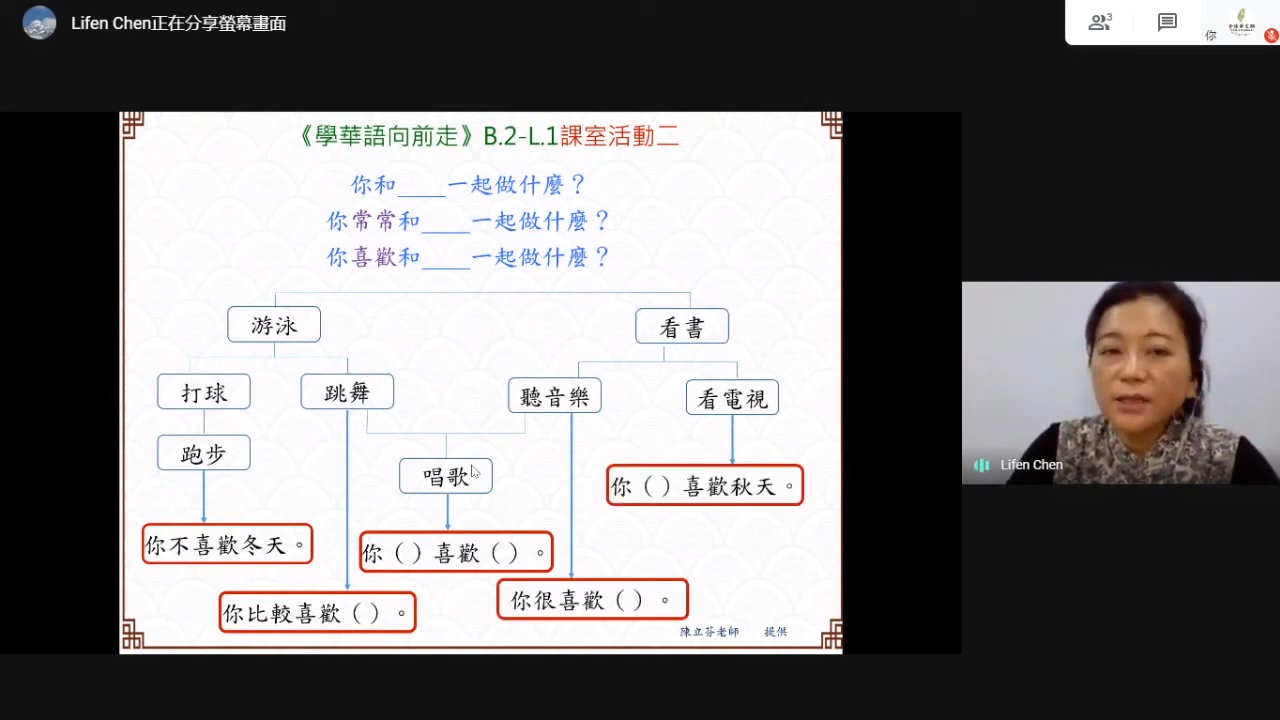 Lifen Chen正在分享螢幕畫面
3
你
《學華語向前走》B.2-L.1課室活動二
你和____一起做什麼？
你常常和____一起做什麼？
你喜歡和____一起做什麼？
游泳
看書
打球
跳舞
聽音樂
看電視
跑步
唱歌
你（）喜歡秋天。
你不喜歡冬天。
你（）喜歡（）。
你很喜歡（）。
你比較喜歡（）。
陳立芬老師 提供
Lifen Chen